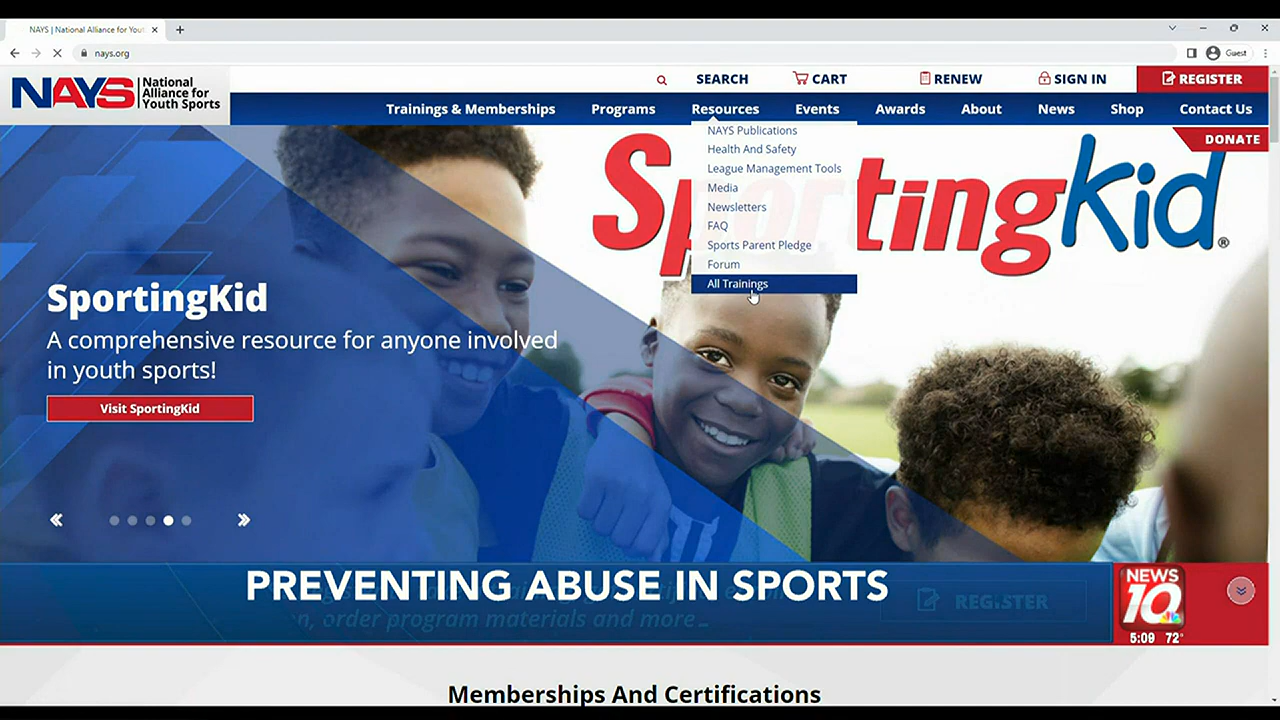 NAYS | National Alliance for Yout
nays.org
Guest
NAYS National
Alliance for
Youth Sports
SEARCH CART RENEW SIGN IN REGISTER
Trainings & Memberships Programs Resources Events Awards About News Shop Contact Us
DONATE
NAYS Publications
Health And Safety
League Management Tools
Media
Newsletters
FAQ
Sports Parent Pledge
Forum
All Trainings
Sp rtingKid®
SportingKid
A comprehensive resource for anyone involved
in youth sports!
Visit SportingKid
PREVENTING ABUSE IN SPORTS
REGISTER
order program materials and more
NEWS
10
5:09 72°
Memberships And Certifications